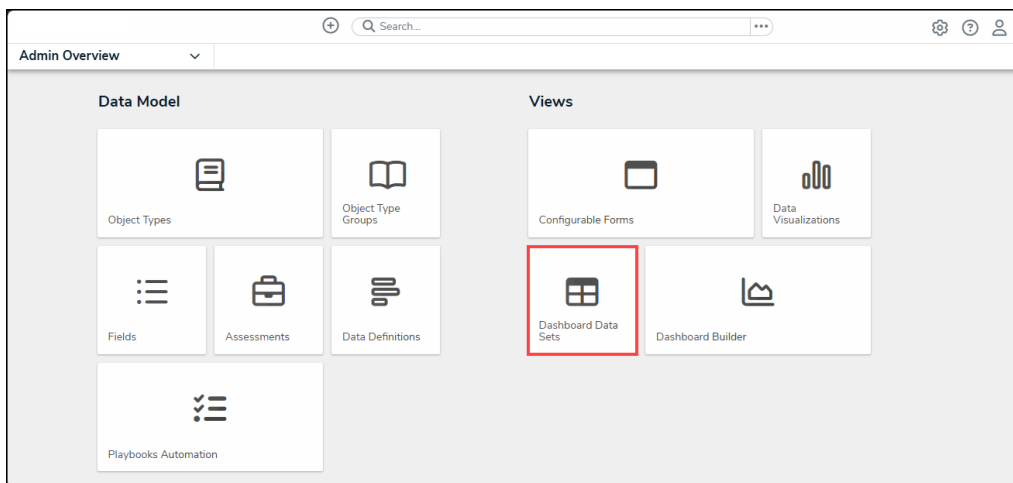 Search...
Admin Overview
Data Model
Views
Object Types
Object Type
Groups
Configurable Forms
Data
Visualizations
Fields
Assessments
Data Definitions
Dashboard Data
Sets
Dashboard Builder
Playbooks Automation